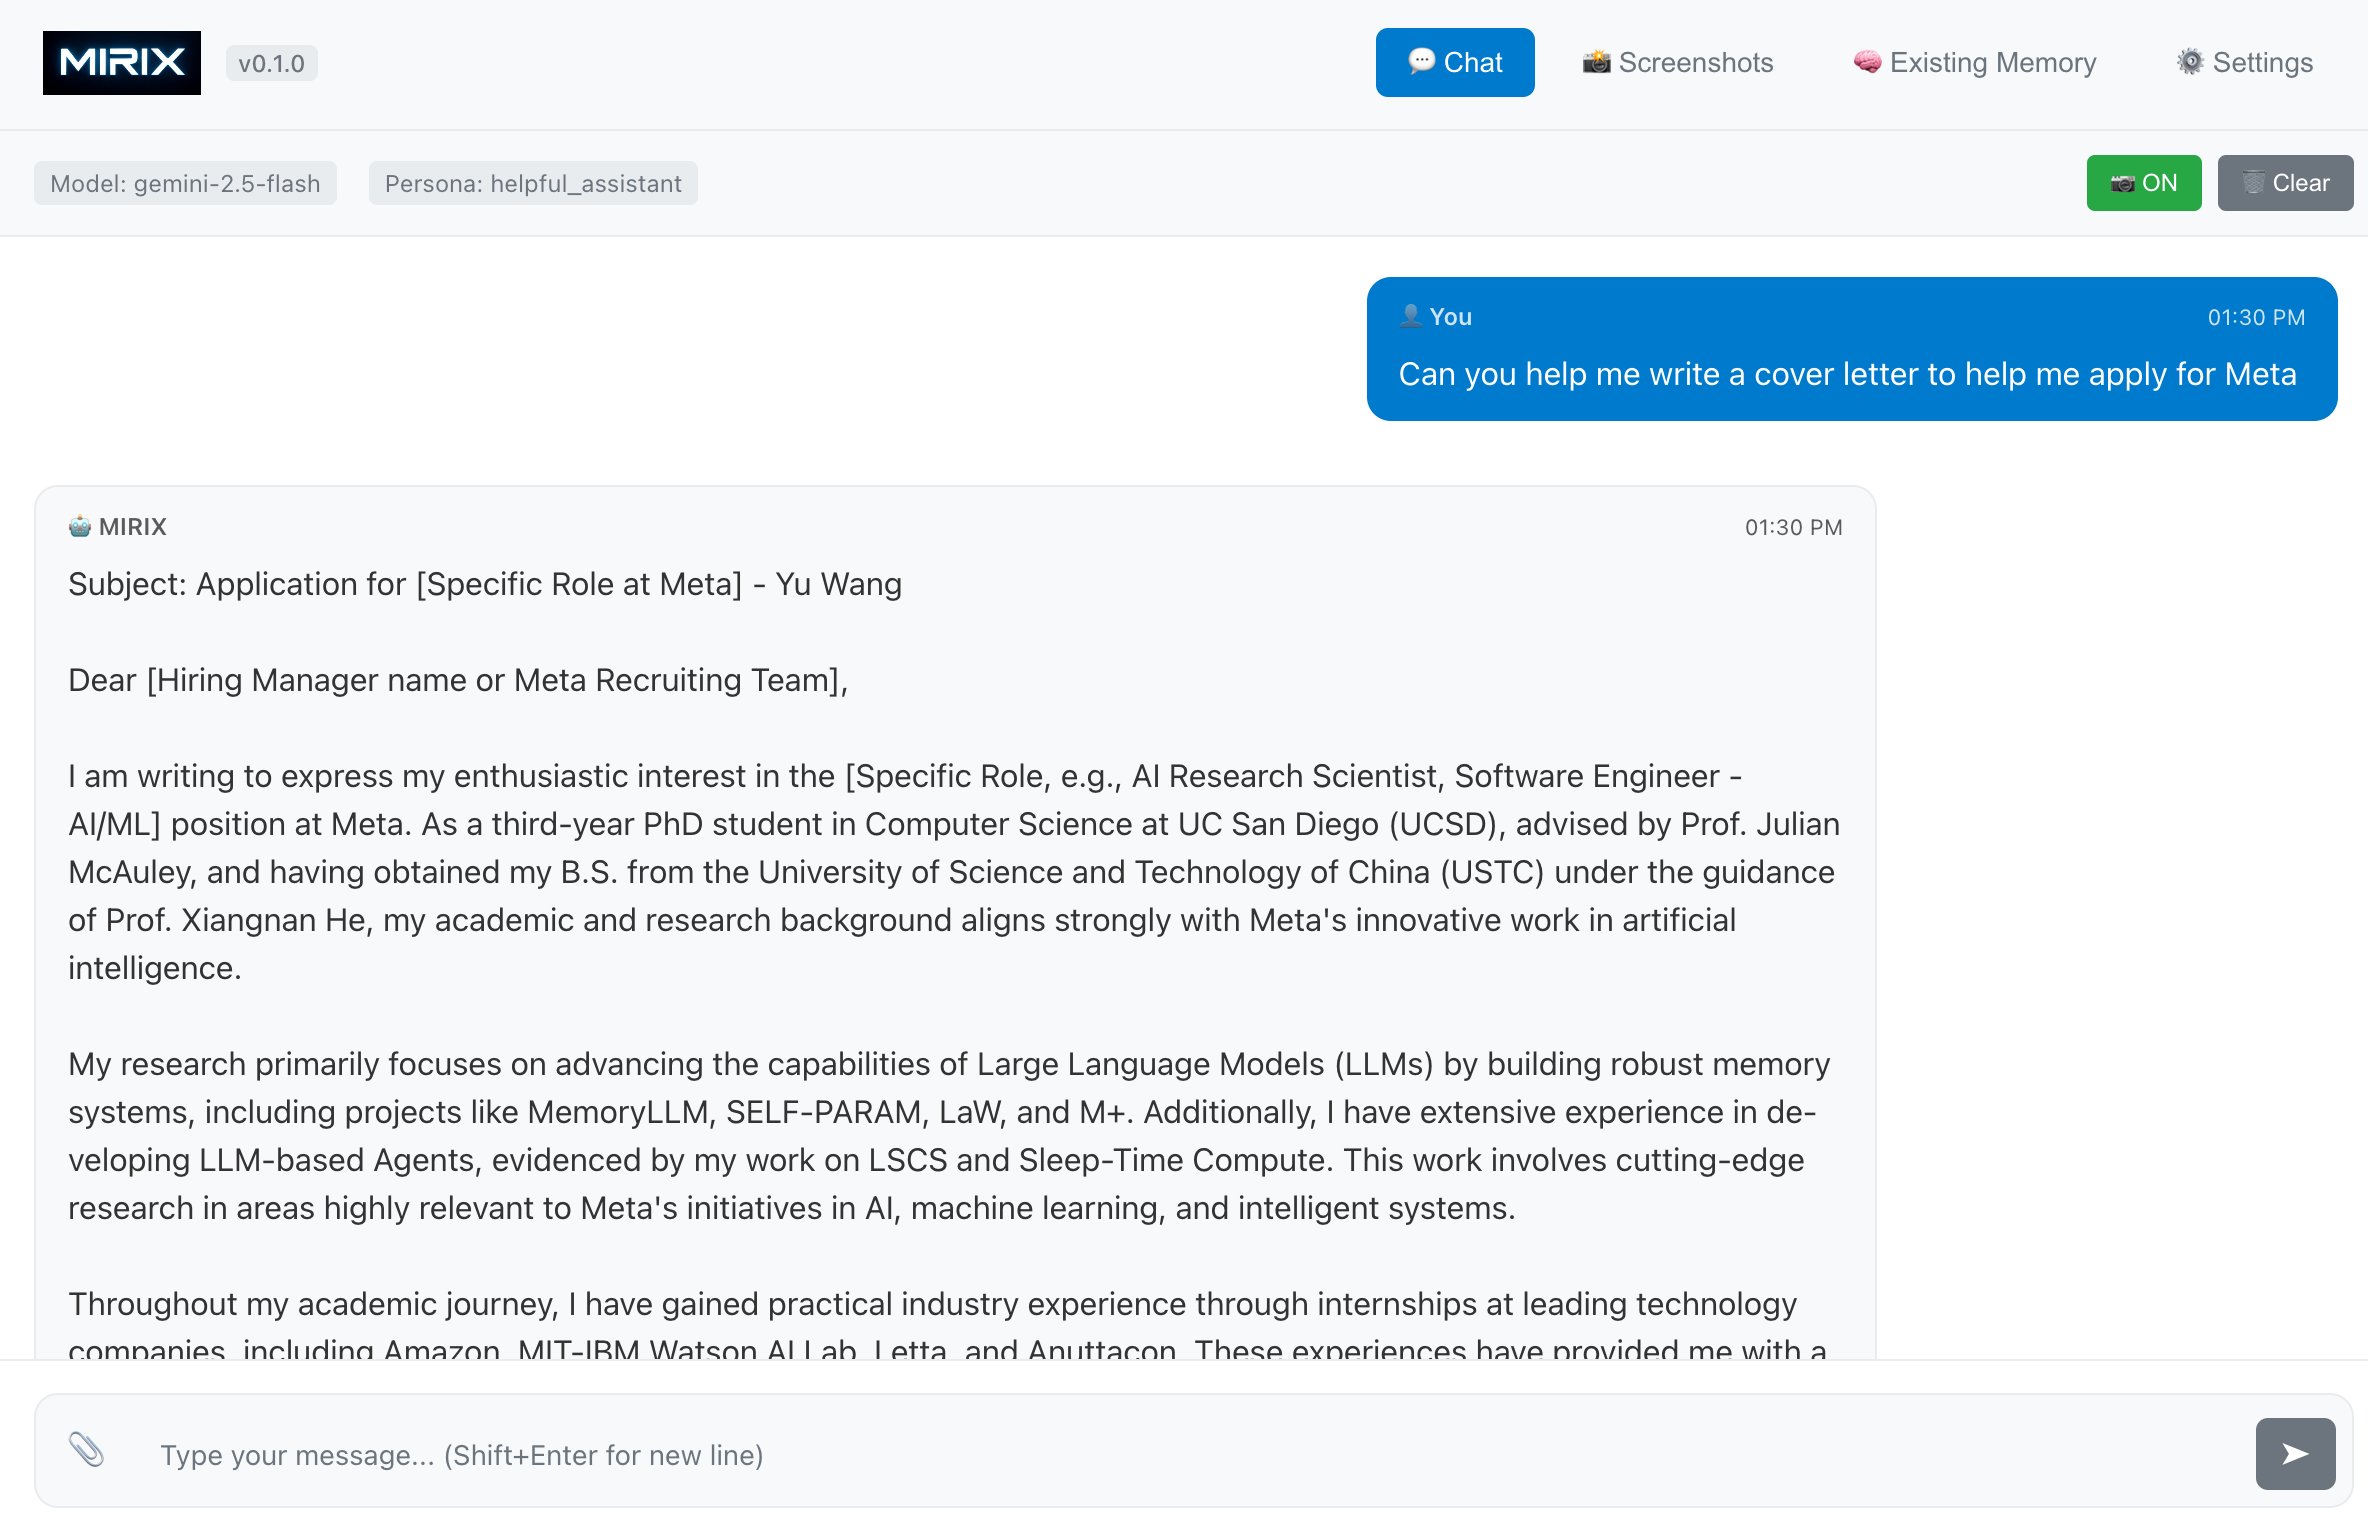 MIRIX v0.1.0 💬 Chat 📸 Screenshots 🧠 Existing Memory ⚙️ Settings
Model: gemini-2.5-flash Persona: helpful_assistant 📷 ON 🗑️ Clear
👤 You 01:30 PM
Can you help me write a cover letter to help me apply for Meta
🤖 MIRIX 01:30 PM
Subject: Application for [Specific Role at Meta] - Yu Wang
Dear [Hiring Manager name or Meta Recruiting Team],
I am writing to express my enthusiastic interest in the [Specific Role, e.g., AI Research Scientist, Software Engineer -
AI/ML] position at Meta. As a third-year PhD student in Computer Science at UC San Diego (UCSD), advised by Prof. Julian
McAuley, and having obtained my B.S. from the University of Science and Technology of China (USTC) under the guidance
of Prof. Xiangnan He, my academic and research background aligns strongly with Meta's innovative work in artificial
intelligence.
My research primarily focuses on advancing the capabilities of Large Language Models (LLMs) by building robust memory
systems, including projects like MemoryLLM, SELF-PARAM, LaW, and M+. Additionally, I have extensive experience in de-
veloping LLM-based Agents, evidenced by my work on LSCS and Sleep-Time Compute. This work involves cutting-edge
research in areas highly relevant to Meta's initiatives in AI, machine learning, and intelligent systems.
Throughout my academic journey, I have gained practical industry experience through internships at leading technology
companies, including Amazon, MIT-IBM Watson AI Lab, Letta, and Anuttacon. These experiences have provided me with a
Type your message... (Shift+Enter for new line)